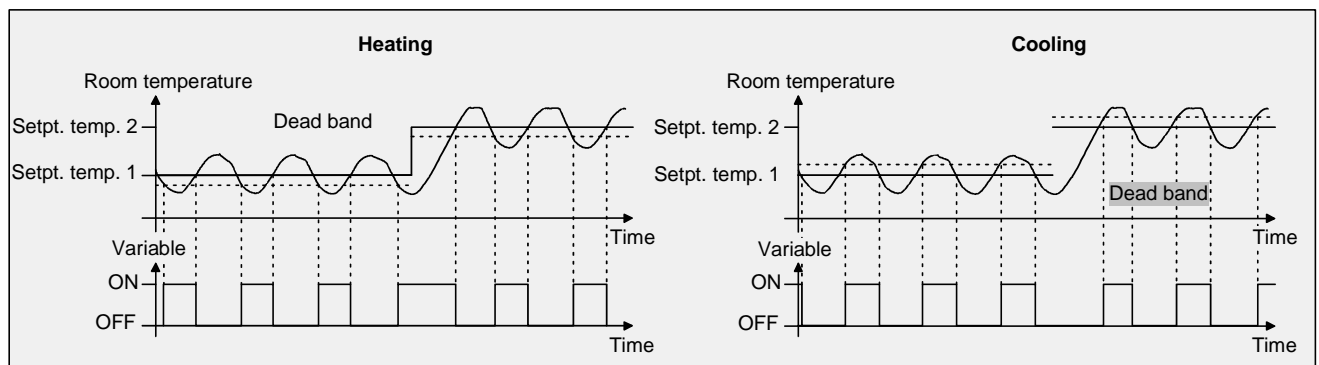 Heating
Room temperature
Dead band
Setpt. temp. 2
Setpt. temp. 1
Time
Variable
ON
OFF
Time
Cooling
Room temperature
Setpt. temp. 2
Setpt. temp. 1
Dead band
Time
Variable
ON
OFF
Time